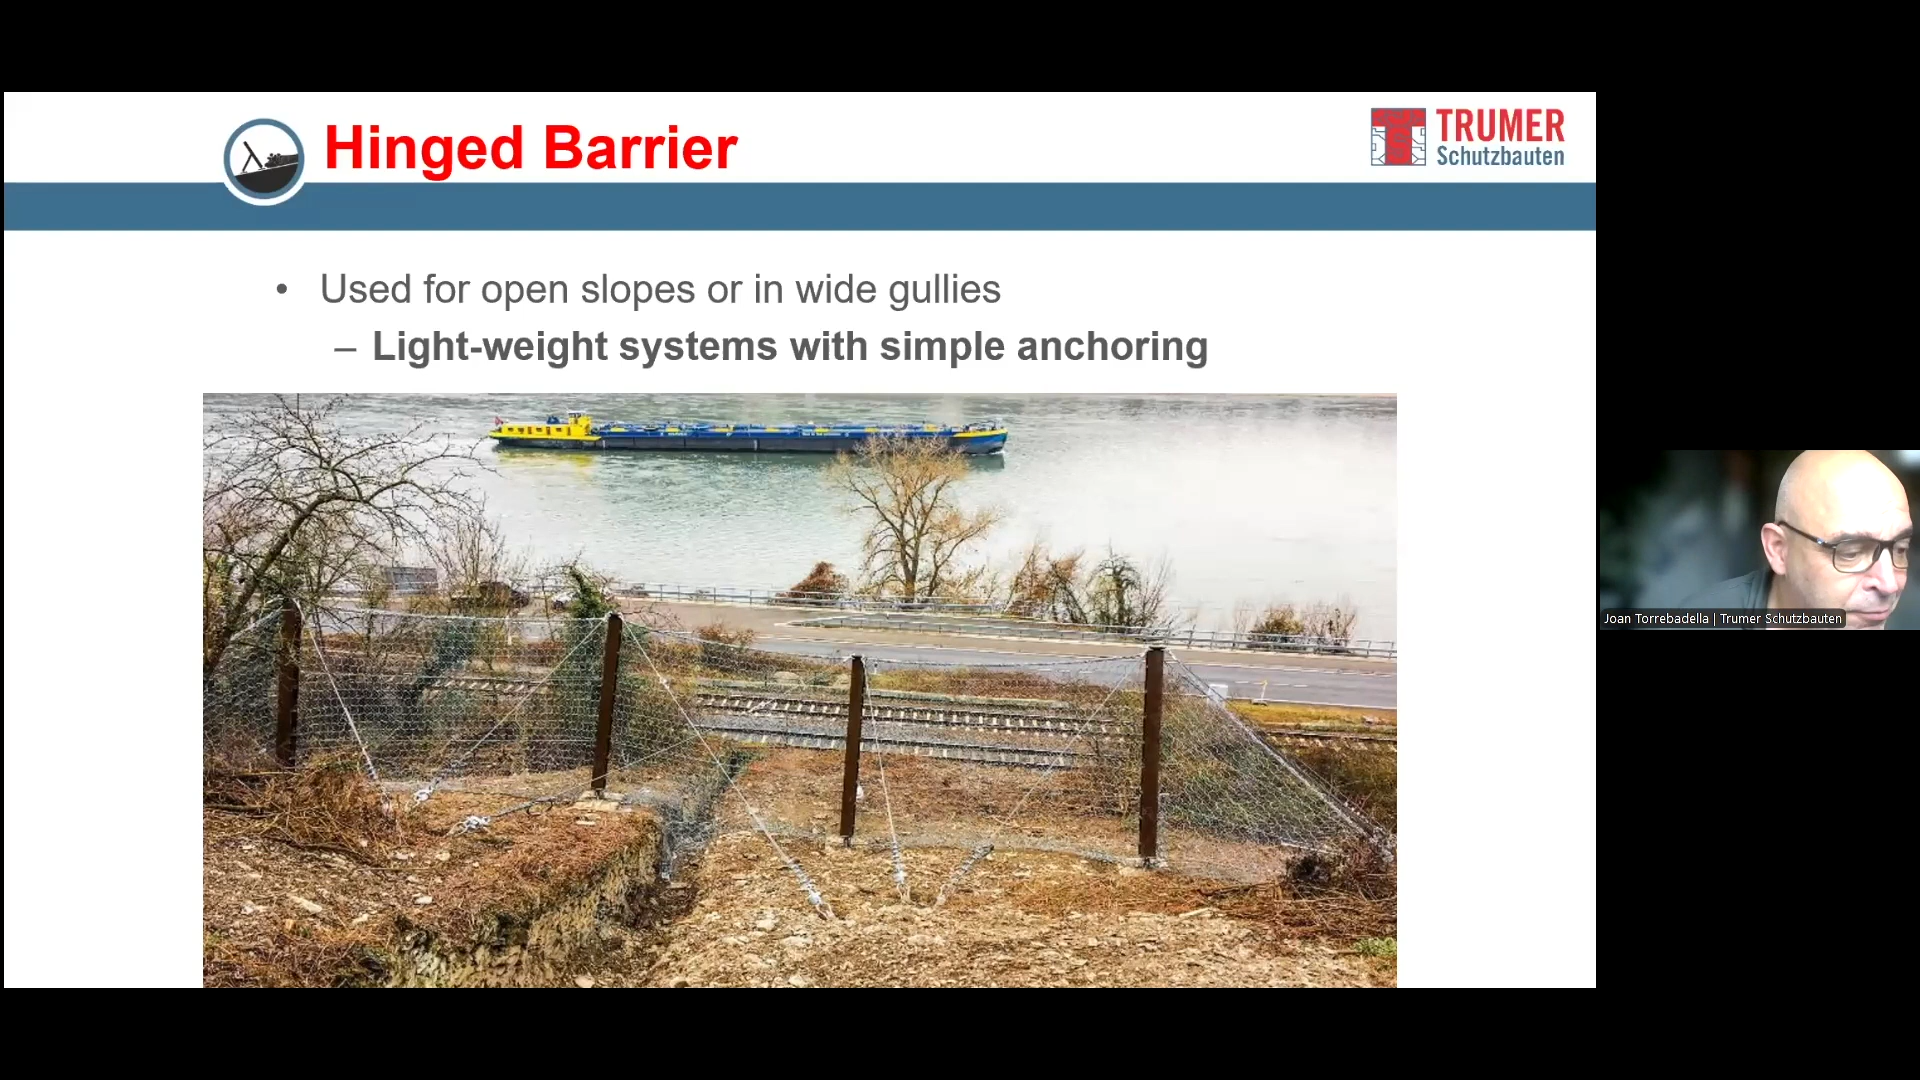 Hinged Barrier
TRUMER
Schutzbauten
• Used for open slopes or in wide gullies
– Light-weight systems with simple anchoring
Joan Torrebadella | Trumer Schutzbauten